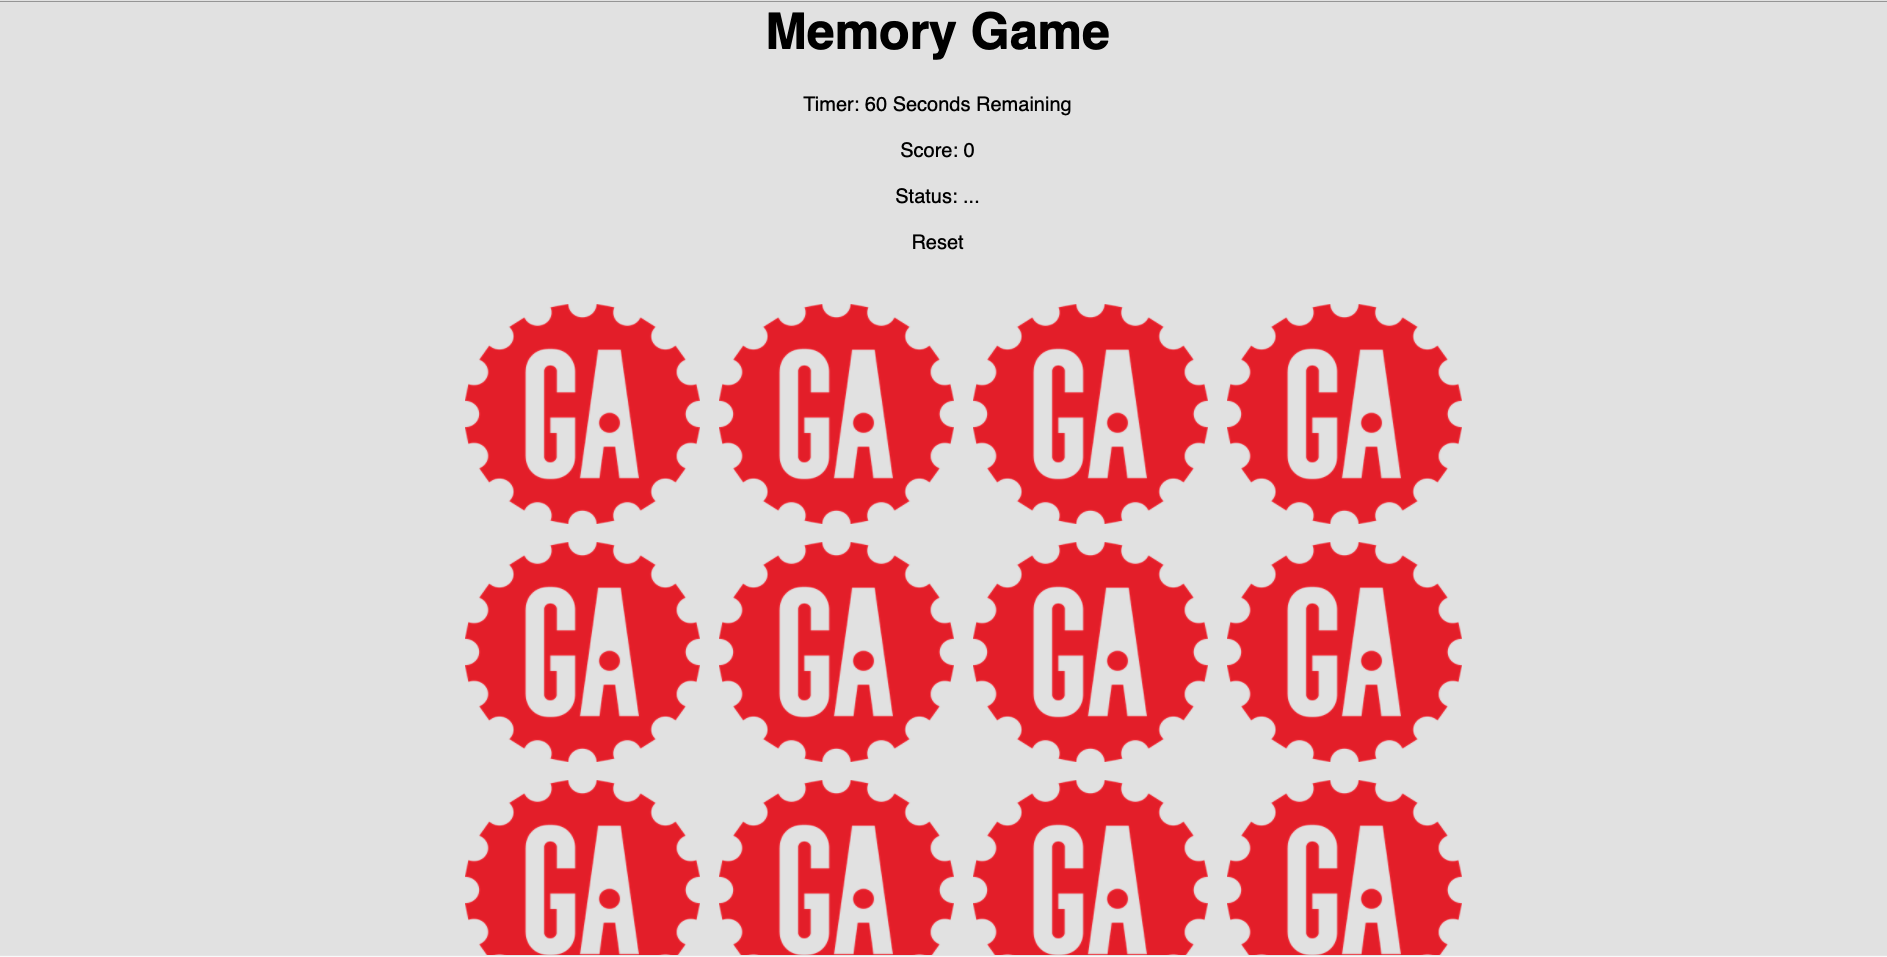 Memory Game
Timer: 60 Seconds Remaining
Score: 0
Status: ...
Reset
GA GA GA GA
GA GA GA GA
GA GA GA GA